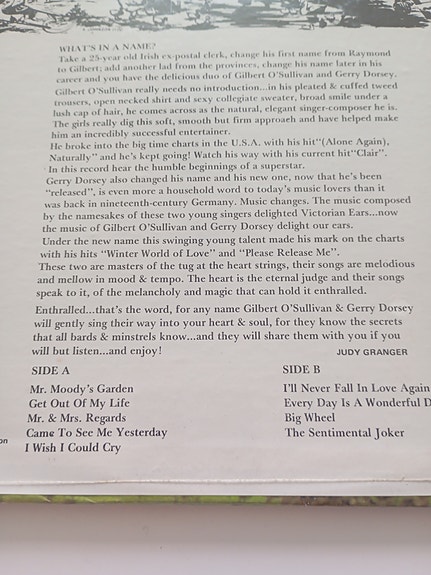 WHAT'S IN A NAME?
Take a 25-year old Irish ex-postal clerk, change his first name from Raymond
to Gilbert; add another lad from the provinces, change his name later in his
career and you have the delicious duo of Gilbert O'Sullivan and Gerry Dorsey.
Gilbert O'Sullivan really needs no introduction...in his pleated & cuffed tweed
trousers, open necked shirt and sexy collegiate sweater, broad smile under a
lush cap of hair, he comes across as the natural, elegant singer-composer he is.
The girls really dig this soft, smooth but firm approach and have helped make
him an incredibly successful entertainer.
He broke into the big time charts in the U.S.A. with his hit"(Alone Again),
Naturally" and he's kept going! Watch his way with his current hit"Clair".
In this record hear the humble beginnings of a superstar.
Gerry Dorsey also changed his name and his new one, now that he's been
"released", is even more a household word to today's music lovers than it
was back in nineteenth-century Germany. Music changes. The music composed
by the namesakes of these two young singers delighted Victorian Ears...now
the music of Gilbert O'Sullivan and Gerry Dorsey delight our ears.
Under the new name this swinging young talent made his mark on the charts
with his hits "Winter World of Love" and "Please Release Me".
These two are masters of the tug at the heart strings, their songs are melodious
and mellow in mood & tempo. The heart is the eternal judge and their songs
speak to it, of the melancholy and magic that can hold it enthralled.
Enthralled...that's the word, for any name Gilbert O'Sullivan & Gerry Dorsey
will gently sing their way into your heart & soul, for they know the secrets
that all bards & minstrels know...and they will share them with you if you
will but listen...and enjoy!
JUDY GRANGER
SIDE A
Mr. Moody's Garden
Get Out Of My Life
Mr. & Mrs. Regards
Came To See Me Yesterday
I Wish I Could Cry
SIDE B
I'll Never Fall In Love Again
Every Day Is A Wonderful D
Big Wheel
The Sentimental Joker
on